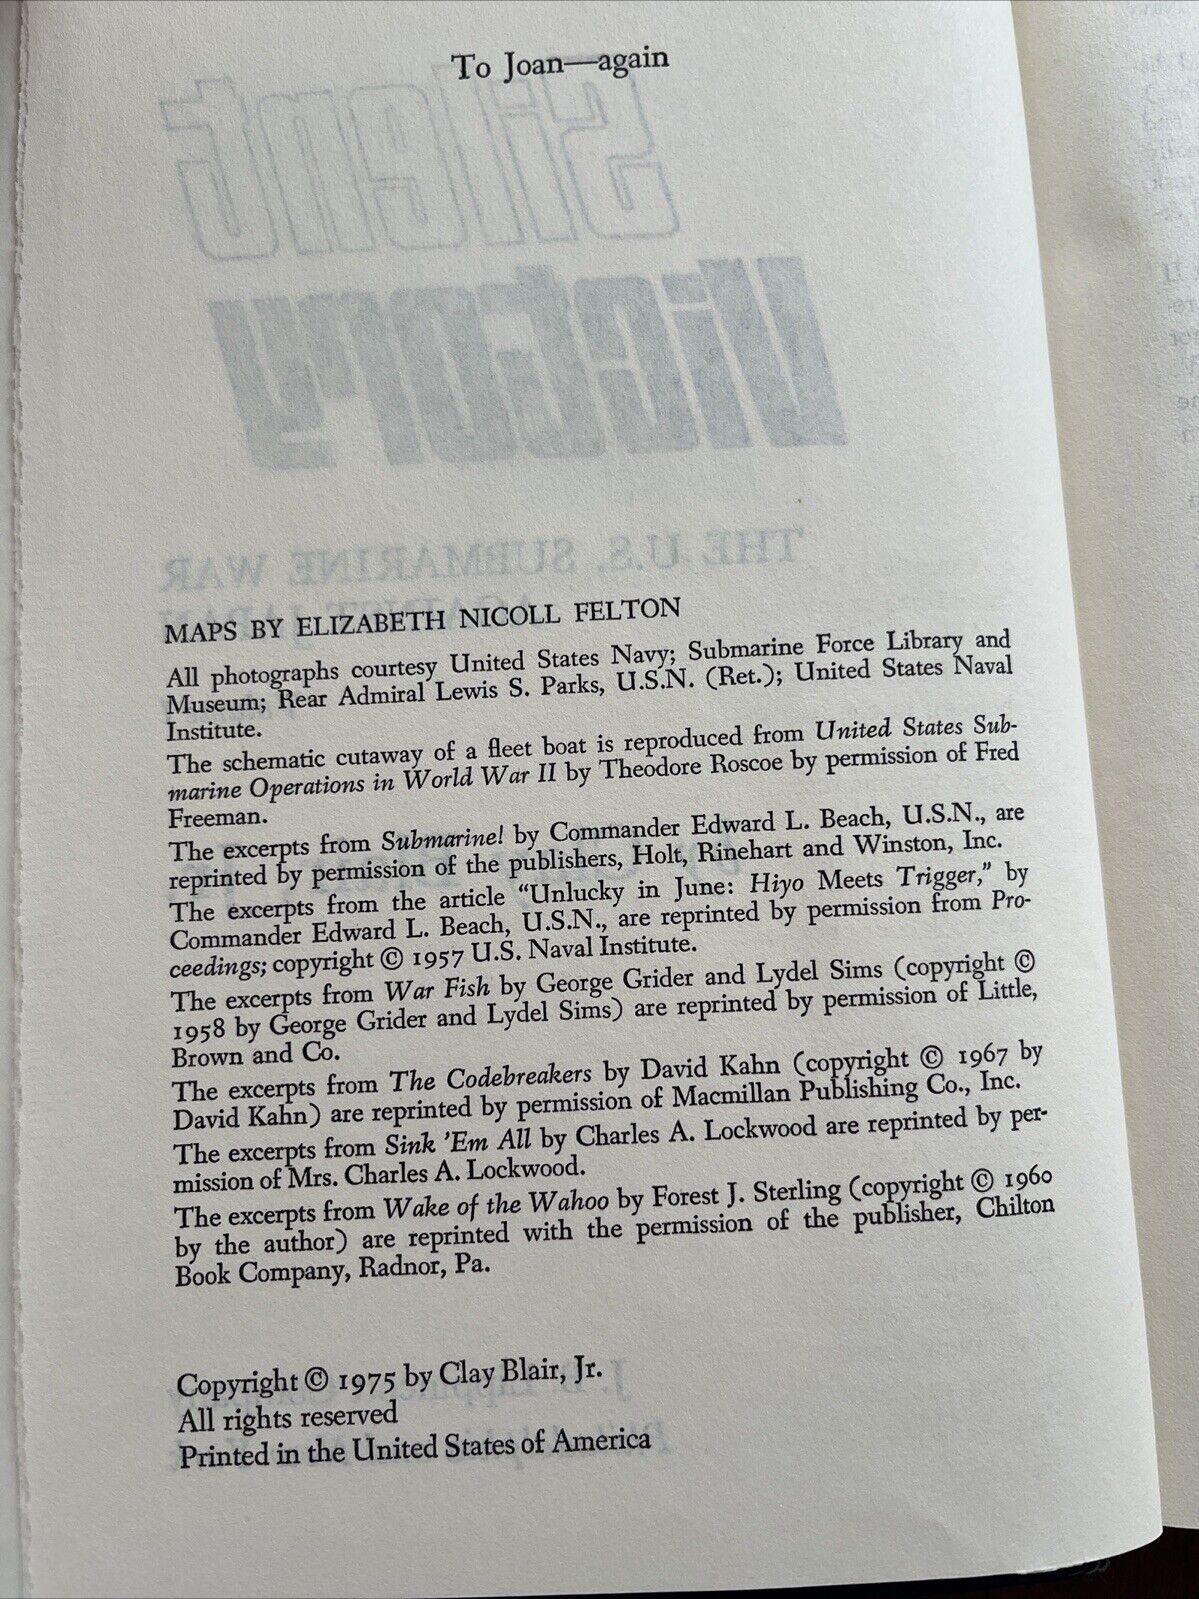 To Joan—again
Silent
Victory
THE U.S. SUBMARINE WAR
AGAINST JAPAN
MAPS BY ELIZABETH NICOLL FELTON
All photographs courtesy United States Navy; Submarine Force Library and
Museum; Rear Admiral Lewis S. Parks, U.S.N. (Ret.); United States Naval
Institute.
The schematic cutaway of a fleet boat is reproduced from United States Sub-
marine Operations in World War II by Theodore Roscoe by permission of Fred
Freeman.
The excerpts from Submarine! by Commander Edward L. Beach, U.S.N., are
reprinted by permission of the publishers, Holt, Rinehart and Winston, Inc.
The excerpts from the article “Unlucky in June: Hiyo Meets Trigger,” by
Commander Edward L. Beach, U.S.N., are reprinted by permission from Pro-
ceedings; copyright © 1957 U.S. Naval Institute.
The excerpts from War Fish by George Grider and Lydel Sims (copyright ©
1958 by George Grider and Lydel Sims) are reprinted by permission of Little,
Brown and Co.
The excerpts from The Codebreakers by David Kahn (copyright © 1967 by
David Kahn) are reprinted by permission of Macmillan Publishing Co., Inc.
The excerpts from Sink ’Em All by Charles A. Lockwood are reprinted by per-
mission of Mrs. Charles A. Lockwood.
The excerpts from Wake of the Wahoo by Forest J. Sterling (copyright © 1960
by the author) are reprinted with the permission of the publisher, Chilton
Book Company, Radnor, Pa.
Copyright © 1975 by Clay Blair, Jr.
All rights reserved
Printed in the United States of America